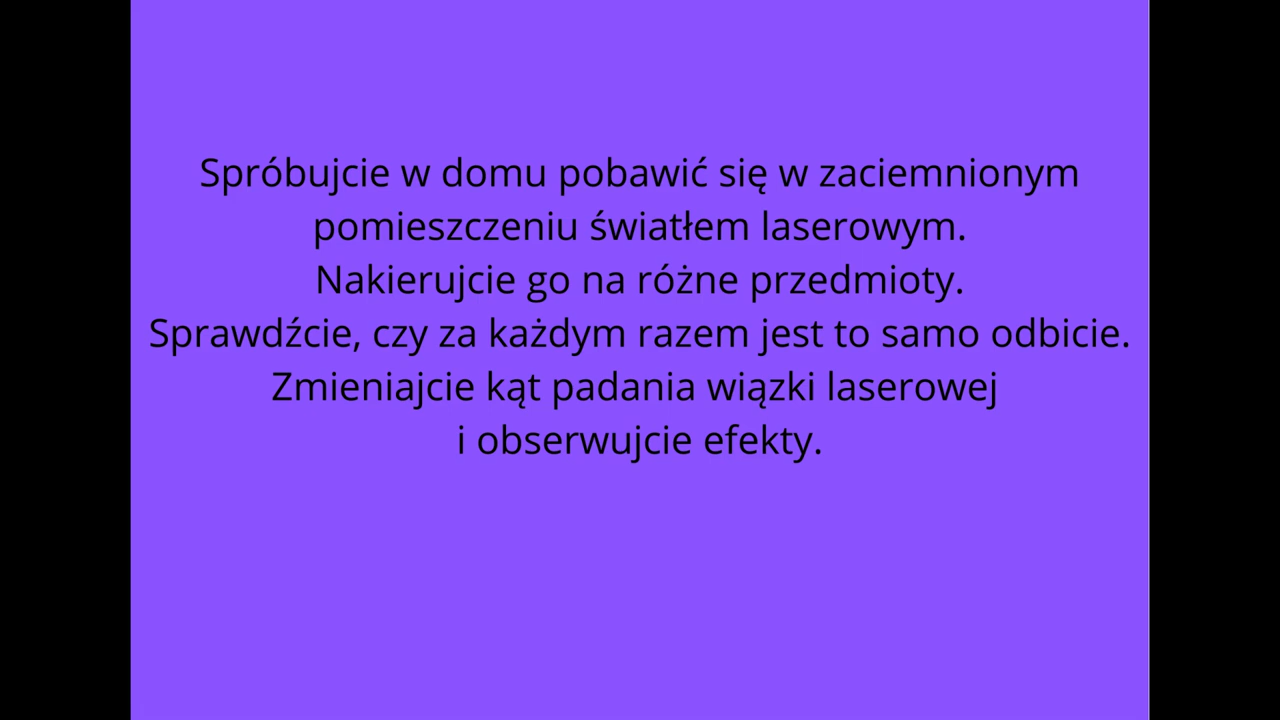 Spróbujcie w domu pobawić się w zaciemnionym
pomieszczeniu światłem laserowym.
Nakierujcie go na różne przedmioty.
Sprawdźcie, czy za każdym razem jest to samo odbicie.
Zmieniajcie kąt padania wiązki laserowej
i obserwujcie efekty.